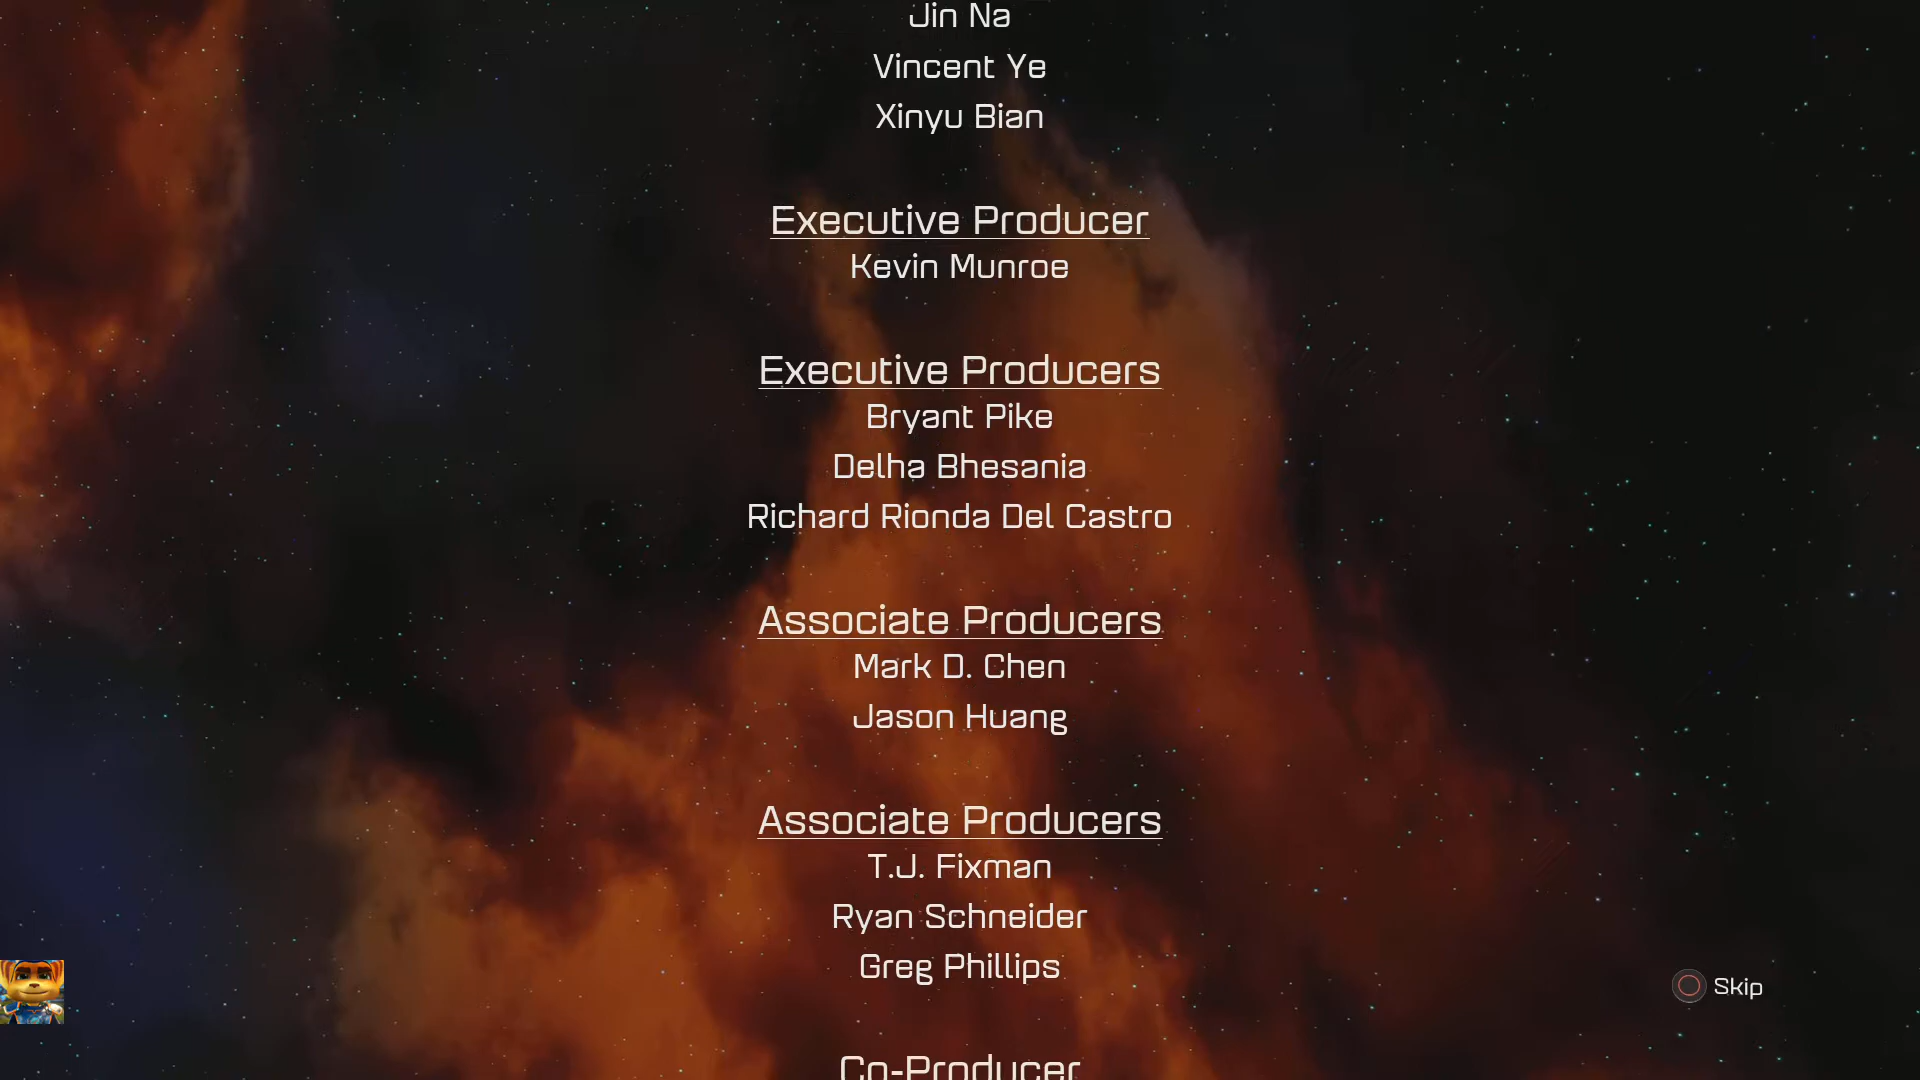 Jin Na
Vincent Ye
Xinyu Bian
Executive Producer
Kevin Munroe
Executive Producers
Bryant Pike
Delha Bhesania
Richard Rionda Del Castro
Associate Producers
Mark D. Chen
Jason Huang
Associate Producers
T.J. Fixman
Ryan Schneider
Greg Phillips
Skip
Co-Producer